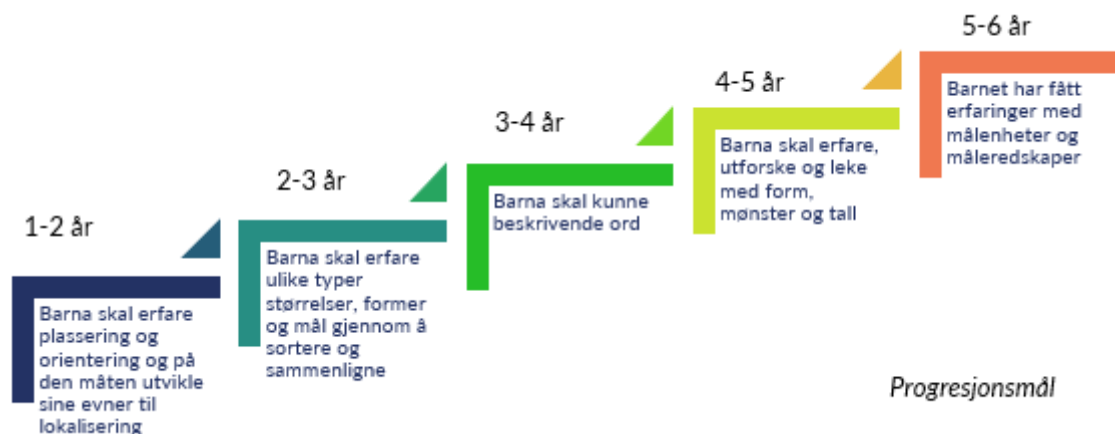 1-2 år
Barna skal erfare
plassering og
orientering og på
den måten utvikle
sine evner til
lokalisering
2-3 år
Barna skal erfare
ulike typer
størrelser, former
og mål gjennom å
sortere og
sammenligne
3-4 år
Barna skal kunne
beskrivende ord
4-5 år
Barna skal erfare,
utforske og leke
med form,
mønster og tall
5-6 år
Barnet har fått
erfaringer med
målenheter og
måleredskaper
Progresjonsmål